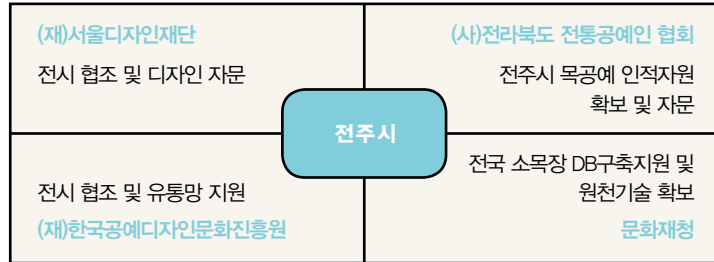 (재)서울디자인재단
전시 협조 및 디자인 자문
(사)전라북도 전통공예인 협회
전주시 목공예 인적자원
확보 및 자문
전주시
전시 협조 및 유통망 지원
(재)한국공예디자인문화진흥원
전국 소목장 DB구축지원 및
원천기술 확보
문화재청